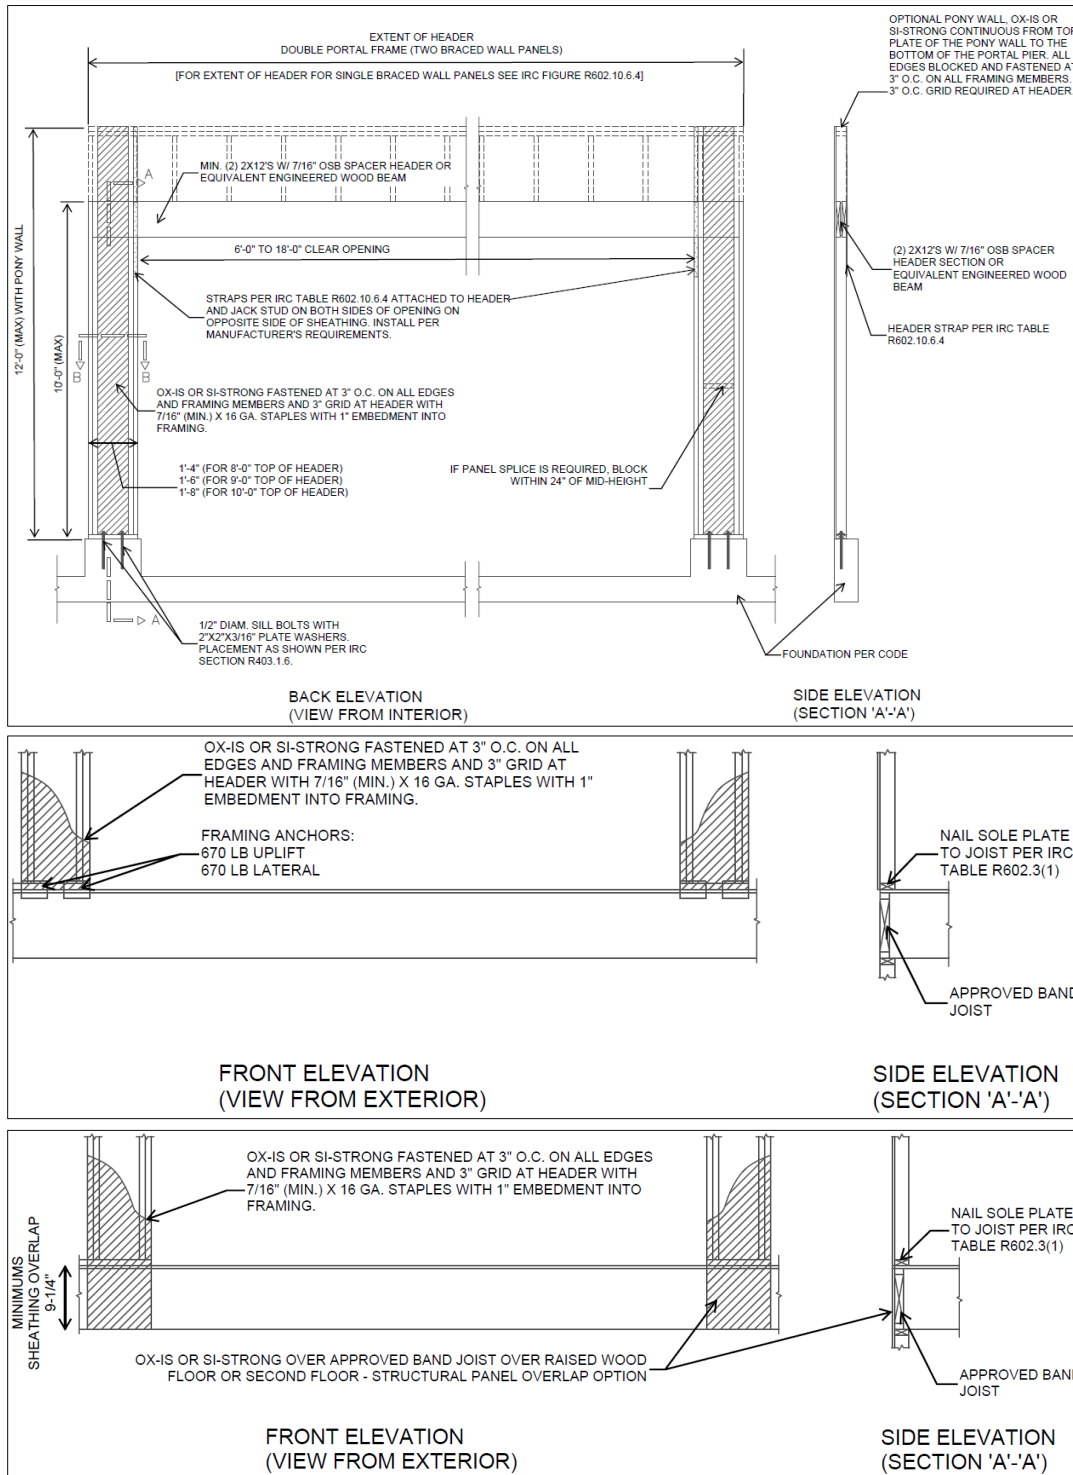 EXTENT OF HEADER
DOUBLE PORTAL FRAME (TWO BRACED WALL PANELS)
[FOR EXTENT OF HEADER FOR SINGLE BRACED WALL PANELS SEE IRC FIGURE R602.10.6.4]
OPTIONAL PONY WALL, OX-IS OR
SI-STRONG CONTINUOUS FROM TOP
PLATE OF THE PONY WALL TO THE
BOTTOM OF THE PORTAL PIER. ALL
EDGES BLOCKED AND FASTENED AT
3" O.C. ON ALL FRAMING MEMBERS.
3" O.C. GRID REQUIRED AT HEADER.
MIN. (2) 2X12'S W/ 7/16" OSB SPACER HEADER OR
EQUIVALENT ENGINEERED WOOD BEAM
A
6'-0" TO 18'-0" CLEAR OPENING
(2) 2X12'S W/ 7/16" OSB SPACER
HEADER SECTION OR
EQUIVALENT ENGINEERED WOOD
BEAM
12'-0" (MAX) WITH PONY WALL
10'-0" (MAX)
STRAPS PER IRC TABLE R602.10.6.4 ATTACHED TO HEADER
AND JACK STUD ON BOTH SIDES OF OPENING ON
OPPOSITE SIDE OF SHEATHING. INSTALL PER
MANUFACTURER'S REQUIREMENTS.
HEADER STRAP PER IRC TABLE
R602.10.6.4
B
B
OX-IS OR SI-STRONG FASTENED AT 3" O.C. ON ALL EDGES
AND FRAMING MEMBERS AND 3" GRID AT HEADER WITH
7/16" (MIN.) X 16 GA. STAPLES WITH 1" EMBEDMENT INTO
FRAMING.
1'-4" (FOR 8'-0" TOP OF HEADER)
1'-6" (FOR 9'-0" TOP OF HEADER)
1'-8" (FOR 10'-0" TOP OF HEADER)
IF PANEL SPLICE IS REQUIRED, BLOCK
WITHIN 24" OF MID-HEIGHT
A
1/2" DIAM. SILL BOLTS WITH
2"X2"X3/16" PLATE WASHERS.
PLACEMENT AS SHOWN PER IRC
SECTION R403.1.6.
FOUNDATION PER CODE
BACK ELEVATION
(VIEW FROM INTERIOR)
SIDE ELEVATION
(SECTION 'A'-'A')
OX-IS OR SI-STRONG FASTENED AT 3" O.C. ON ALL
EDGES AND FRAMING MEMBERS AND 3" GRID AT
HEADER WITH 7/16" (MIN.) X 16 GA. STAPLES WITH 1"
EMBEDMENT INTO FRAMING.
FRAMING ANCHORS:
670 LB UPLIFT
670 LB LATERAL
NAIL SOLE PLATE
TO JOIST PER IRC
TABLE R602.3(1)
APPROVED BAND
JOIST
FRONT ELEVATION
(VIEW FROM EXTERIOR)
SIDE ELEVATION
(SECTION 'A'-'A')
OX-IS OR SI-STRONG FASTENED AT 3" O.C. ON ALL EDGES
AND FRAMING MEMBERS AND 3" GRID AT HEADER WITH
7/16" (MIN.) X 16 GA. STAPLES WITH 1" EMBEDMENT INTO
FRAMING.
NAIL SOLE PLATE
TO JOIST PER IRC
TABLE R602.3(1)
MINIMUMS
SHEATHING OVERLAP
9-1/4"
OX-IS OR SI-STRONG OVER APPROVED BAND JOIST OVER RAISED WOOD
FLOOR OR SECOND FLOOR - STRUCTURAL PANEL OVERLAP OPTION
APPROVED BAND
JOIST
FRONT ELEVATION
(VIEW FROM EXTERIOR)
SIDE ELEVATION
(SECTION 'A'-'A')